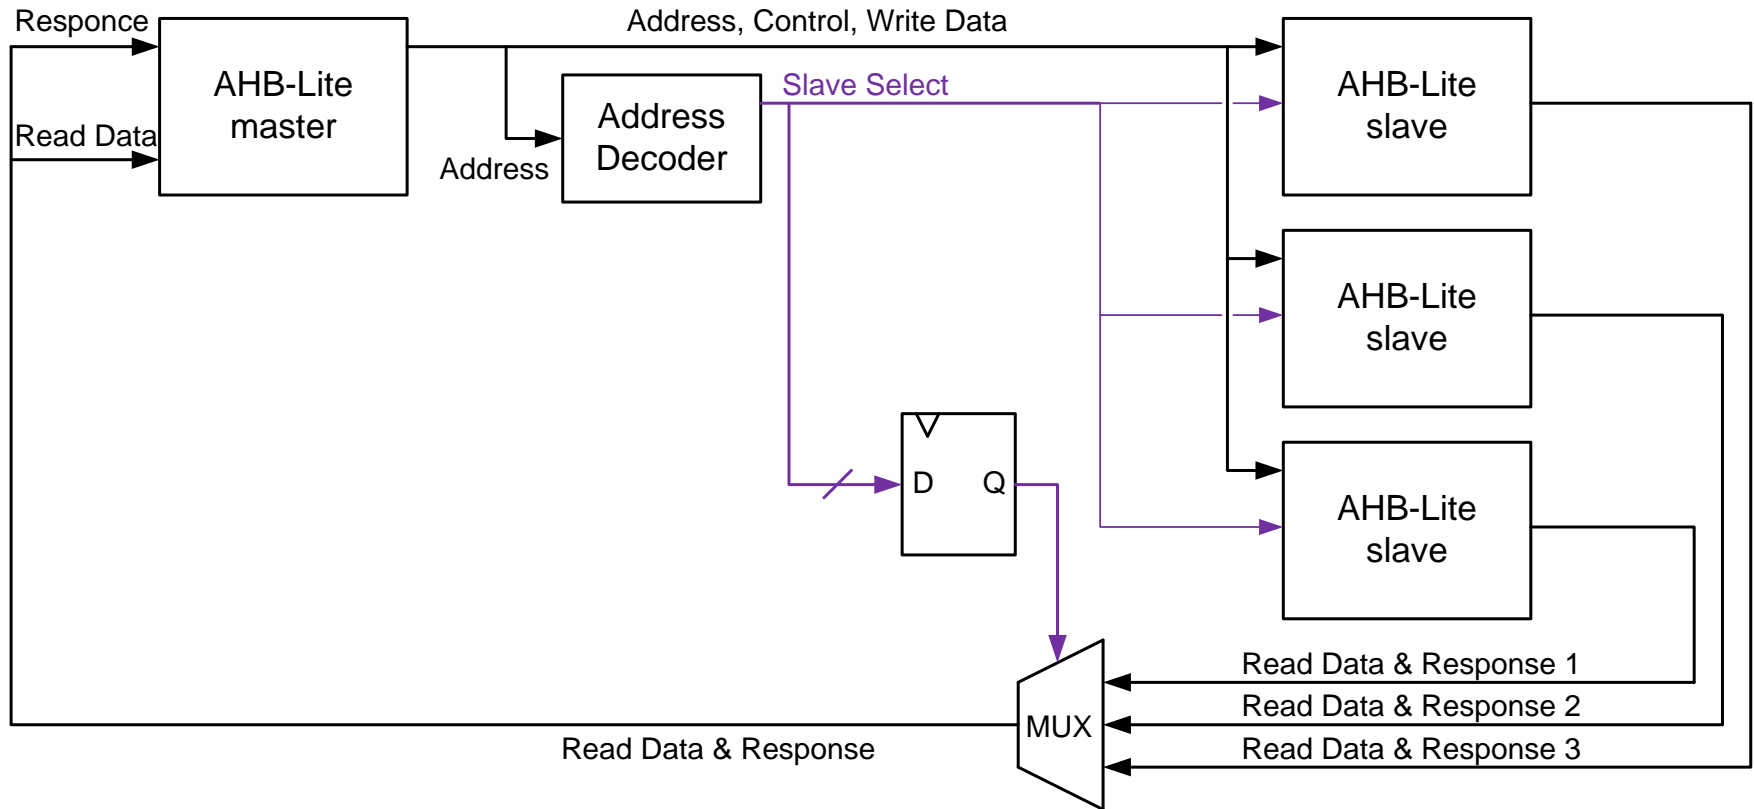 Responce
Address, Control, Write Data
AHB-Lite
master
Read Data
Address
Address
Decoder
Slave Select
AHB-Lite
slave
AHB-Lite
slave
D Q
AHB-Lite
slave
MUX
Read Data & Response 1
Read Data & Response 2
Read Data & Response 3
Read Data & Response